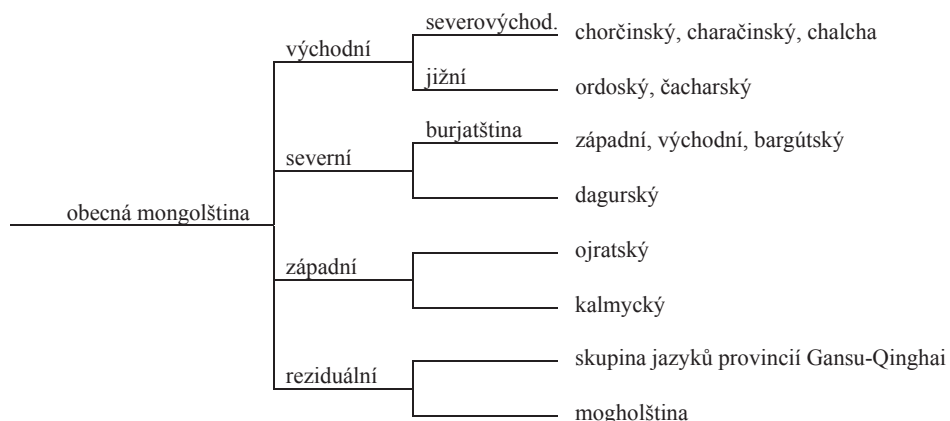 severovýchod.
východní
chorčinský, charačinský, chalcha
jižní
ordoský, čacharský
burjatština
severní
západní, východní, bargútský
dagurský
obecná mongolština
západní
ojratský
kalmycký
reziduální
skupina jazyků provincií Gansu-Qinghai
mogholština